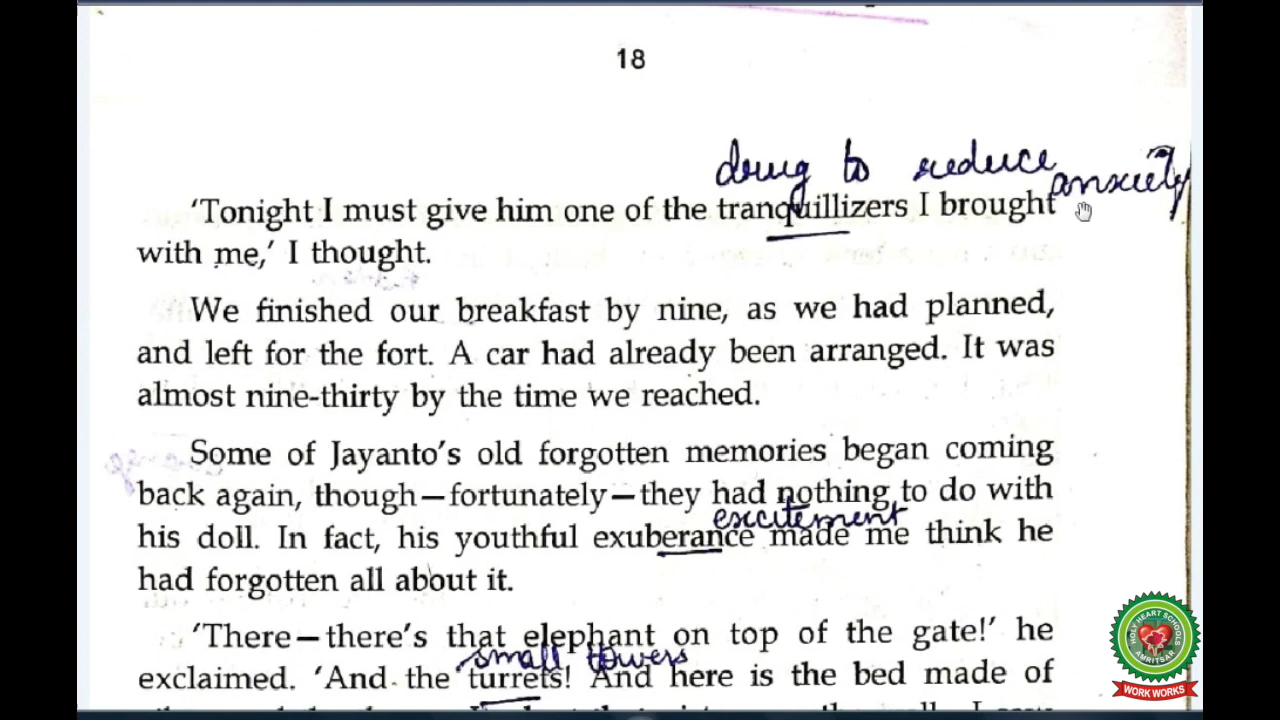 18
drug to reduce anxiety
'Tonight I must give him one of the tranquillizers I brought
with me,' I thought.
We finished our breakfast by nine, as we had planned,
and left for the fort. A car had already been arranged. It was
almost nine-thirty by the time we reached.
Some of Jayanto's old forgotten memories began coming
back again, though—fortunately—they had nothing to do with
excitement
his doll. In fact, his youthful exuberance made me think he
had forgotten all about it.
'There—there's that elephant on top of the gate!' he
small towers
exclaimed. 'And the turrets! And here is the bed made of
HOLY HEART SCHOOLS
AMRITSAR
WORK WORKS